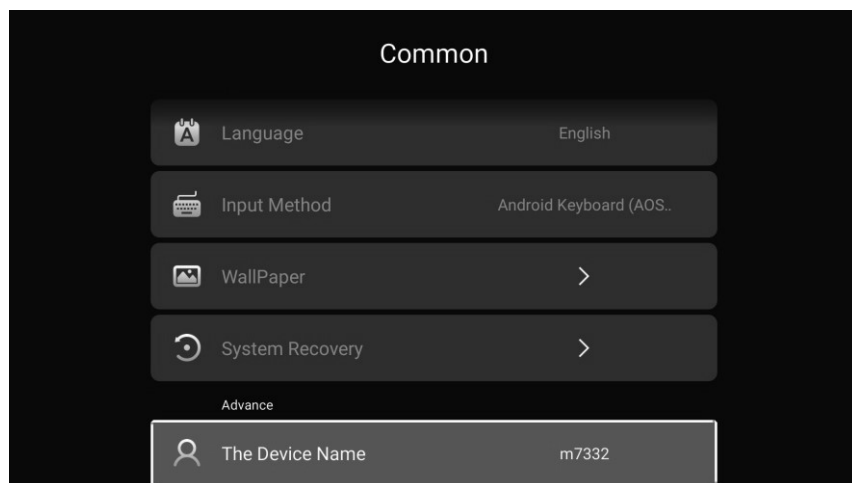 Common
Language English
Input Method Android Keyboard (AOS..
WallPaper
System Recovery
Advance
The Device Name m7332